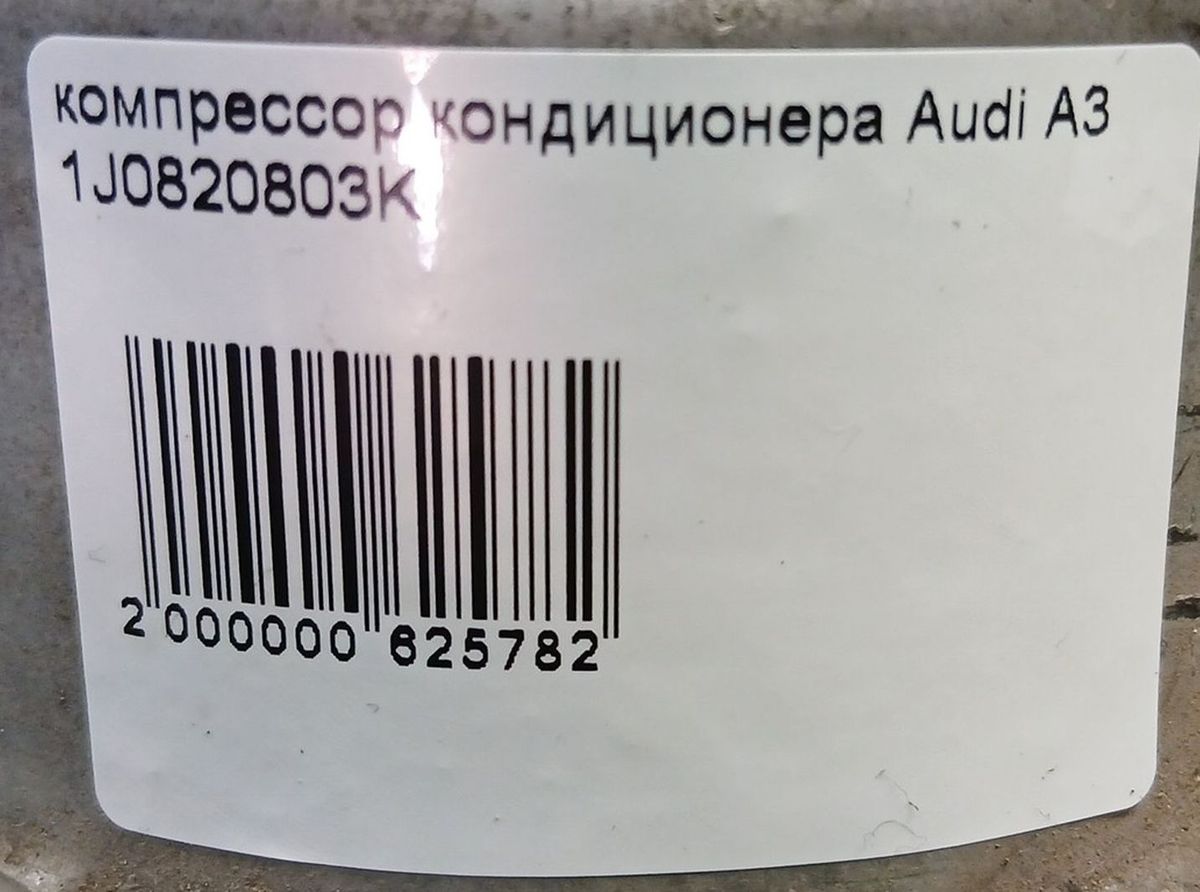 компрессор кондиционера Audi A3
1J0820803K
2 000000 625782